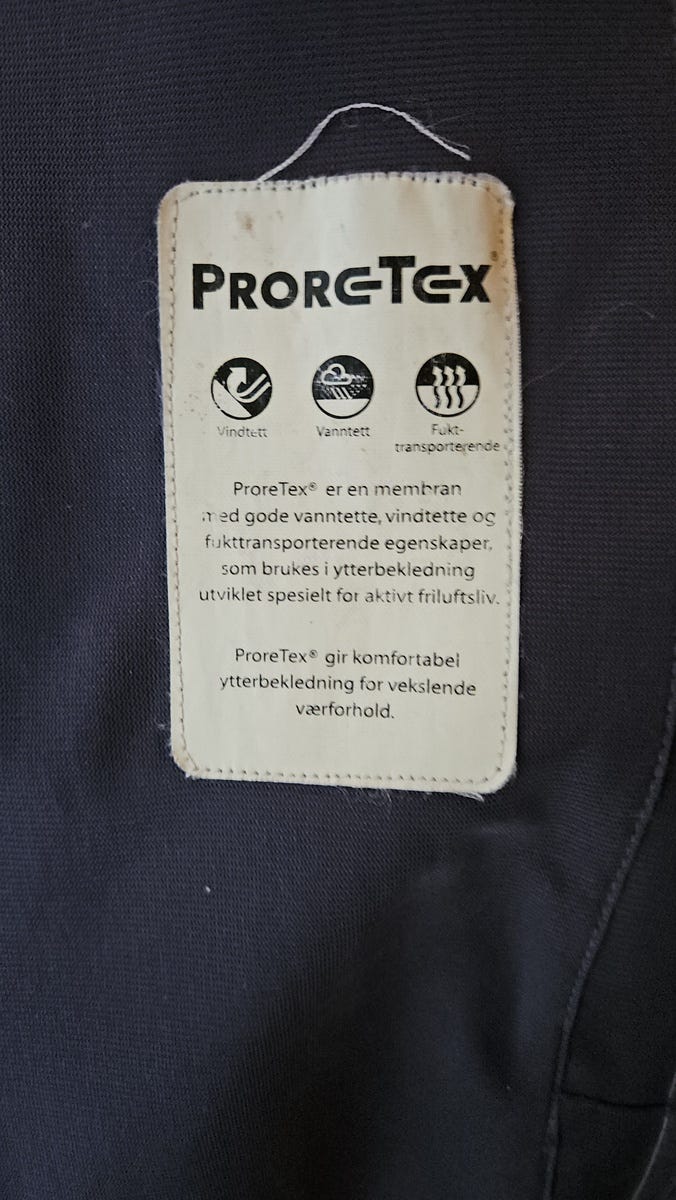 PRORETEX®
Vindtett
Vanntett
Fukt-
transporterende
ProreTex® er en membran
med gode vanntette, vindtette og
fukttransporterende egenskaper,
som brukes i ytterbekledning
utviklet spesielt for aktivt friluftsliv.
ProreTex® gir komfortabel
ytterbekledning for vekslende
værforhold.